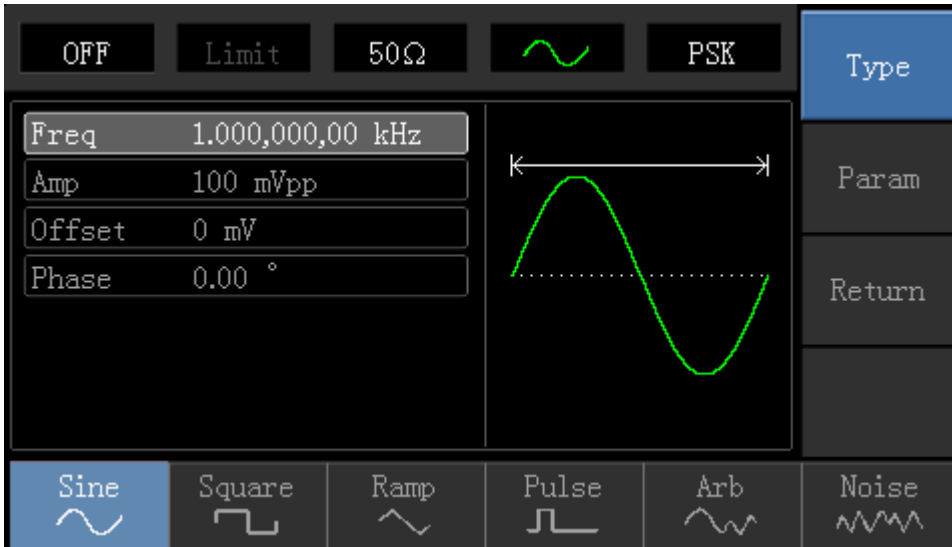 OFF Limit 50Ω PSK
Type
Freq 1.000,000,00 kHz
Amp 100 mVpp
Offset 0 mV
Phase 0.00 °
Param
Return
Sine Square Ramp Pulse Arb Noise